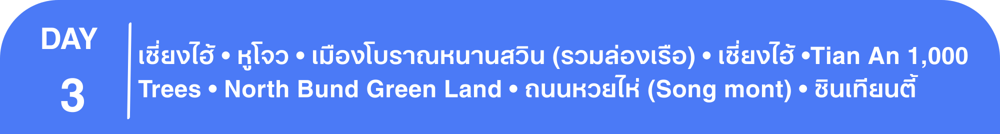 DAY
3
เซี่ยงไฮ้ • หูโจว • เมืองโบราณหนานสวิน (รวมล่องเรือ) • เซี่ยงไฮ้ •Tian An 1,000
Trees • North Bund Green Land • ถนนหวยไห่ (Song mont) • ซินเทียนตี้